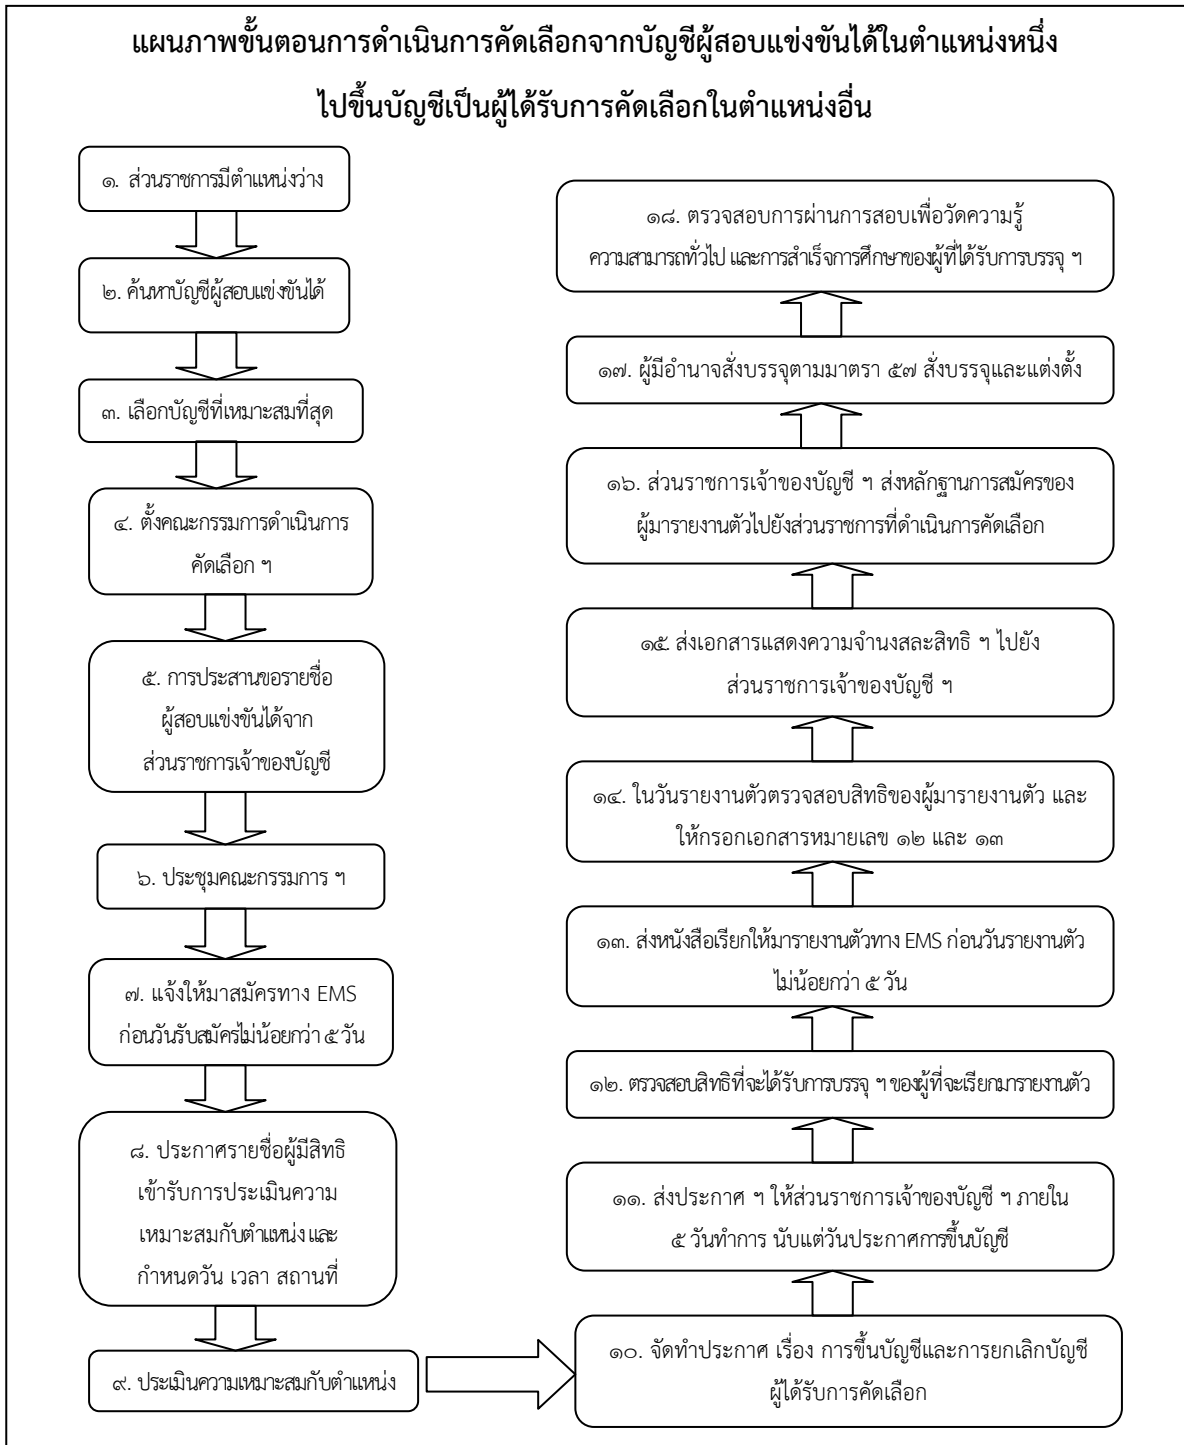 แผนภาพขั้นตอนการดำเนินการคัดเลือกจากบัญชีผู้สอบแข่งขันได้ในตำแหน่งหนึ่ง
ไปขึ้นบัญชีเป็นผู้ได้รับการคัดเลือกในตำแหน่งอื่น
๑. ส่วนราชการมีตำแหน่งว่าง
๒. ค้นหาบัญชีผู้สอบแข่งขันได้
๓. เลือกบัญชีที่เหมาะสมที่สุด
๔. ตั้งคณะกรรมการดำเนินการ
คัดเลือก ฯ
๕. การประสานขอรายชื่อ
ผู้สอบแข่งขันได้จาก
ส่วนราชการเจ้าของบัญชี
๖. ประชุมคณะกรรมการ ฯ
๗. แจ้งให้มาสมัครทาง EMS
ก่อนวันรับสมัครไม่น้อยกว่า ๕ วัน
๘. ประกาศรายชื่อผู้มีสิทธิ
เข้ารับการประเมินความ
เหมาะสมกับตำแหน่งและ
กำหนดวัน เวลา สถานที่
๙. ประเมินความเหมาะสมกับตำแหน่ง
๑๐. จัดทำประกาศ เรื่อง การขึ้นบัญชีและการยกเลิกบัญชี
ผู้ได้รับการคัดเลือก
๑๑. ส่งประกาศ ฯ ให้ส่วนราชการเจ้าของบัญชี ฯ ภายใน
๕ วันทำการ นับแต่วันประกาศการขึ้นบัญชี
๑๒. ตรวจสอบสิทธิที่จะได้รับการบรรจุ ฯ ของผู้ที่จะเรียกมารายงานตัว
๑๓. ส่งหนังสือเรียกให้มารายงานตัวทาง EMS ก่อนวันรายงานตัว
ไม่น้อยกว่า ๕ วัน
๑๔. ในวันรายงานตัวตรวจสอบสิทธิของผู้มารายงานตัว และ
ให้กรอกเอกสารหมายเลข ๑๒ และ ๑๓
๑๕. ส่งเอกสารแสดงความจำนงสละสิทธิ ฯ ไปยัง
ส่วนราชการเจ้าของบัญชี ฯ
๑๖. ส่วนราชการเจ้าของบัญชี ฯ ส่งหลักฐานการสมัครของ
ผู้มารายงานตัวไปยังส่วนราชการที่ดำเนินการคัดเลือก
๑๗. ผู้มีอำนาจสั่งบรรจุตามมาตรา ๕๗ สั่งบรรจุและแต่งตั้ง
๑๘. ตรวจสอบการผ่านการสอบเพื่อวัดความรู้
ความสามารถทั่วไป และการสำเร็จการศึกษาของผู้ที่ได้รับการบรรจุ ฯ